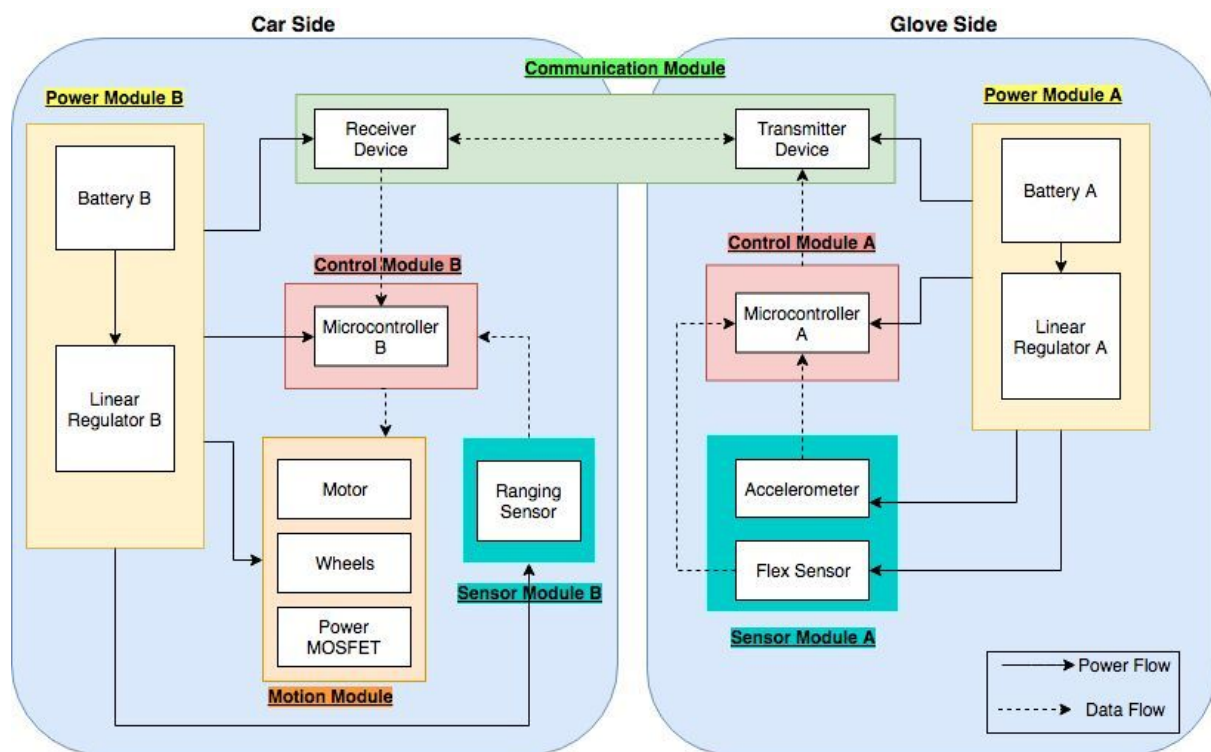 Car Side
Glove Side
Communication Module
Power Module B
Power Module A
Receiver
Device
Transmitter
Device
Battery B
Battery A
Control Module B
Control Module A
Microcontroller
B
Microcontroller
A
Linear
Regulator B
Linear
Regulator A
Motor
Wheels
Power
MOSFET
Motion Module
Ranging
Sensor
Sensor Module B
Accelerometer
Flex Sensor
Sensor Module A
Power Flow
Data Flow